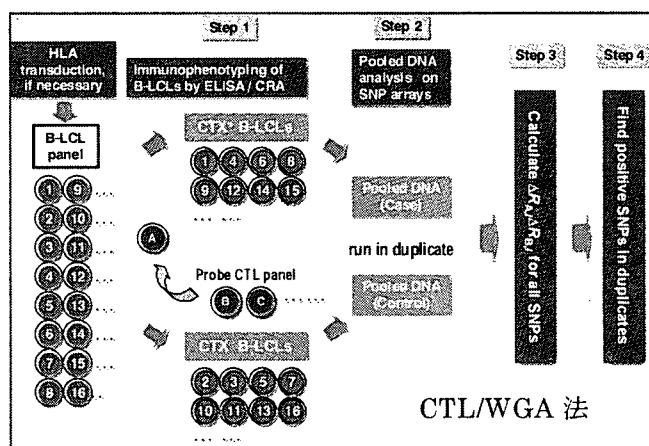 Step 1
Step 2
Step 3
Step 4
HLA
transduction,
if necessary
Immunophenotyping of
B-LCLs by ELISA / CRA
Pooled DNA
analysis on
SNP arrays
B-LCL
panel
CTX⁺ B-LCLs
1 9 ....
2 10 ....
3 11 ....
4 12 ....
5 13 ....
6 14 ....
7 15 ....
8 16 ...
1 4 6 8
9 12 14 15
... ....
A
Probe CTL panel
B C .......
CTX⁻ B-LCLs
2 3 5 7
10 11 13 16
... ....
Pooled DNA
(Case)
run in duplicate
Pooled DNA
(Control)
Calculate ΔRA/ΔRB, for all SNPs
Find positive SNPs in duplicates
CTL/WGA 法